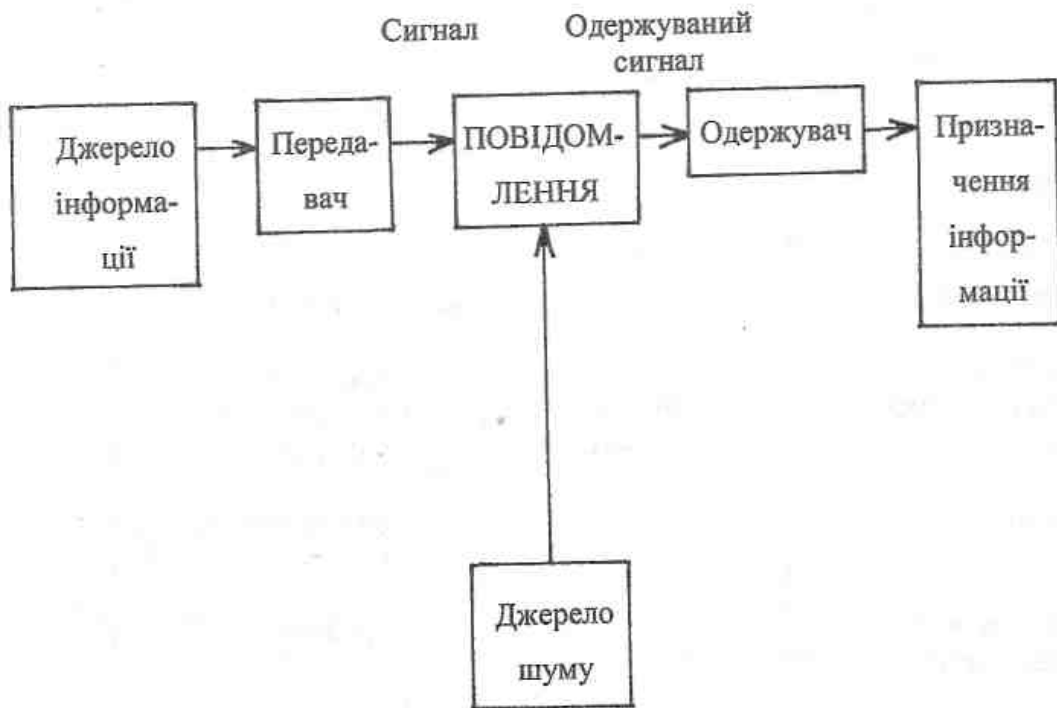 Сигнал
Одержуваний
сигнал
Джерело
інформа-
ції
Переда-
вач
ПОВІДОМ-
ЛЕННЯ
Одержувач
Призна-
чення
інфор-
мації
Джерело
шуму